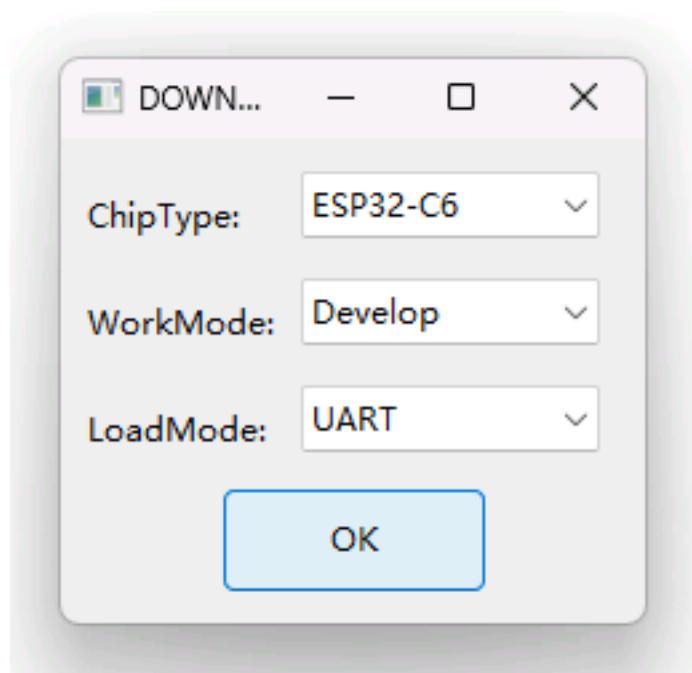 DOWN...
ChipType: ESP32-C6
WorkMode: Develop
LoadMode: UART
OK